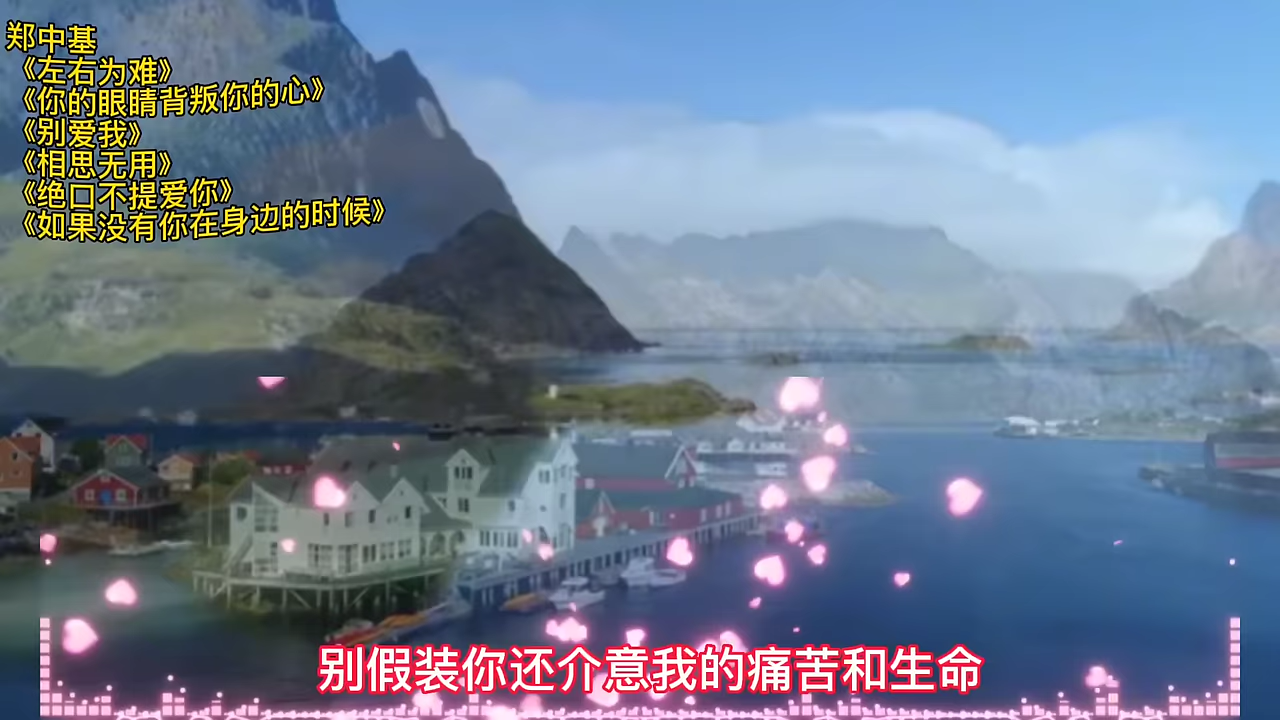 郑中基
《左右为难》
《你的眼睛背叛你的心》
《别爱我》
《相思无用》
《绝口不提爱你》
《如果没有你在身边的时候》
别假装你还介意我的痛苦和生命